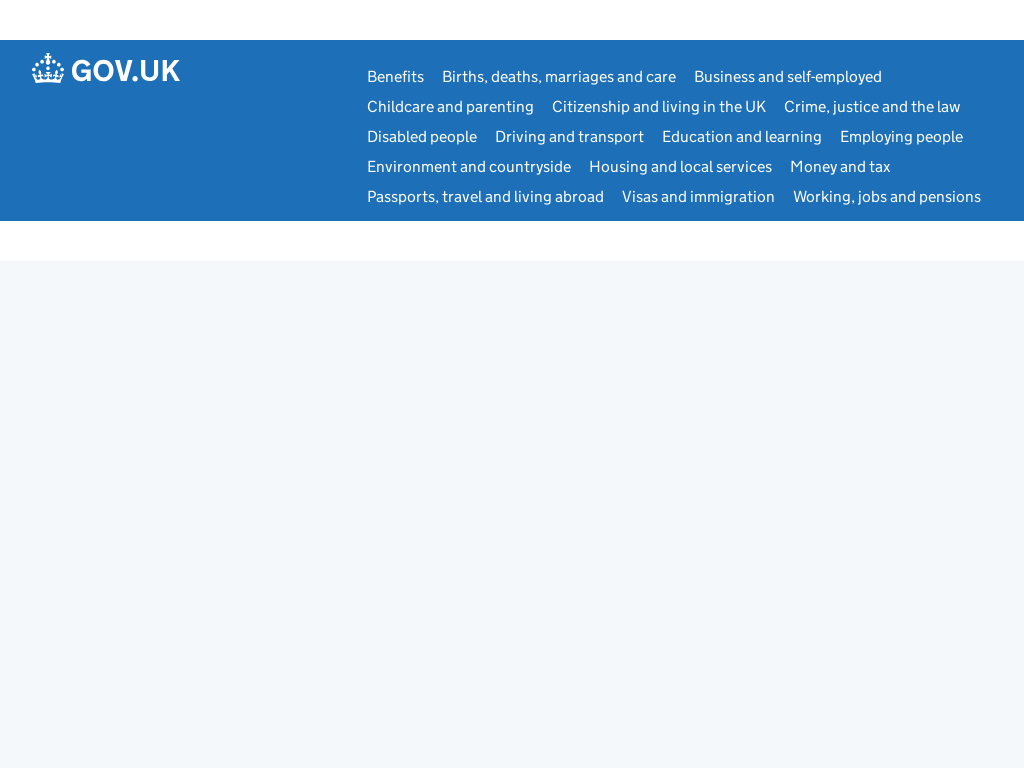 GOV.UK
Benefits Births, deaths, marriages and care Business and self-employed
Childcare and parenting Citizenship and living in the UK Crime, justice and the law
Disabled people Driving and transport Education and learning Employing people
Environment and countryside Housing and local services Money and tax
Passports, travel and living abroad Visas and immigration Working, jobs and pensions